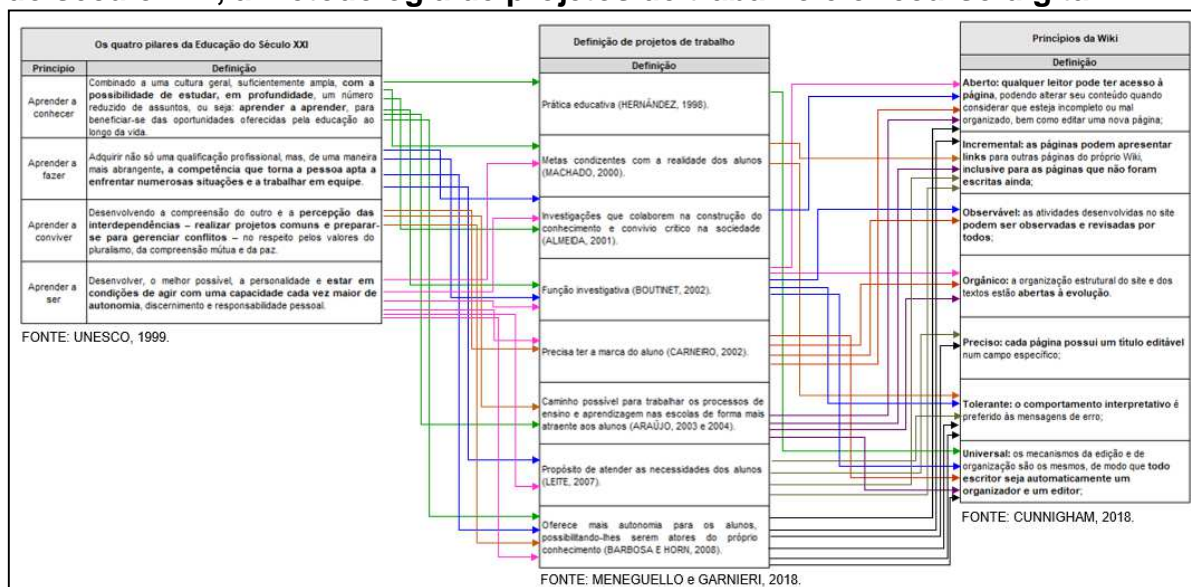 Os quatro pilares da Educação do Século XXI
Princípio
Definição
Aprender a
conhecer
Combinado a uma cultura geral, suficientemente ampla, com a
possibilidade de estudar, em profundidade, um número
reduzido de assuntos, ou seja: aprender a aprender, para
beneficiar-se das oportunidades oferecidas pela educação ao
longo da vida.
Aprender a
fazer
Adquirir não só uma qualificação profissional, mas, de uma maneira
mais abrangente, a competência que torna a pessoa apta a
enfrentar numerosas situações e a trabalhar em equipe.
Aprender a
conviver
Desenvolvendo a compreensão do outro e a percepção das
interdependências – realizar projetos comuns e preparar-
se para gerenciar conflitos – no respeito pelos valores do
pluralismo, da compreensão mútua e da paz.
Aprender a
ser
Desenvolver, o melhor possível, a personalidade e estar em
condições de agir com uma capacidade cada vez maior de
autonomia, discernimento e responsabilidade pessoal.
FONTE: UNESCO, 1999.
Definição de projetos de trabalho
Definição
Prática educativa (HERNÁNDEZ, 1998).
Metas condizentes com a realidade dos alunos
(MACHADO, 2000).
Investigações que colaborem na construção do
conhecimento e convívio crítico na sociedade
(ALMEIDA, 2001).
Função investigativa (BOUTINET, 2002).
Precisa ter a marca do aluno (CARNEIRO, 2002).
Caminho possível para trabalhar os processos de
ensino e aprendizagem nas escolas de forma mais
atraente aos alunos (ARAÚJO, 2003 e 2004).
Propósito de atender as necessidades dos alunos
(LEITE, 2007).
Oferece mais autonomia para os alunos,
possibilitando-lhes serem atores do próprio
conhecimento (BARBOSA E HORN, 2008).
FONTE: MENEGUELLO e GARNIERI, 2018.
Princípios da Wiki
Definição
Aberto: qualquer leitor pode ter acesso à
página, podendo alterar seu conteúdo quando
considerar que esteja incompleto ou mal
organizado, bem como editar uma nova página;
Incremental: as páginas podem apresentar
links para outras páginas do próprio Wiki,
inclusive para as páginas que não foram
escritas ainda;
Observável: as atividades desenvolvidas no site
podem ser observadas e revisadas por
todos;
Orgânico: a organização estrutural do site e dos
textos estão abertas à evolução.
Preciso: cada página possui um título editável
num campo específico;
Tolerante: o comportamento interpretativo é
preferido às mensagens de erro;
Universal: os mecanismos da edição e de
organização são os mesmos, de modo que todo
escritor seja automaticamente um
organizador e um editor;
FONTE: CUNNIGHAM, 2018.